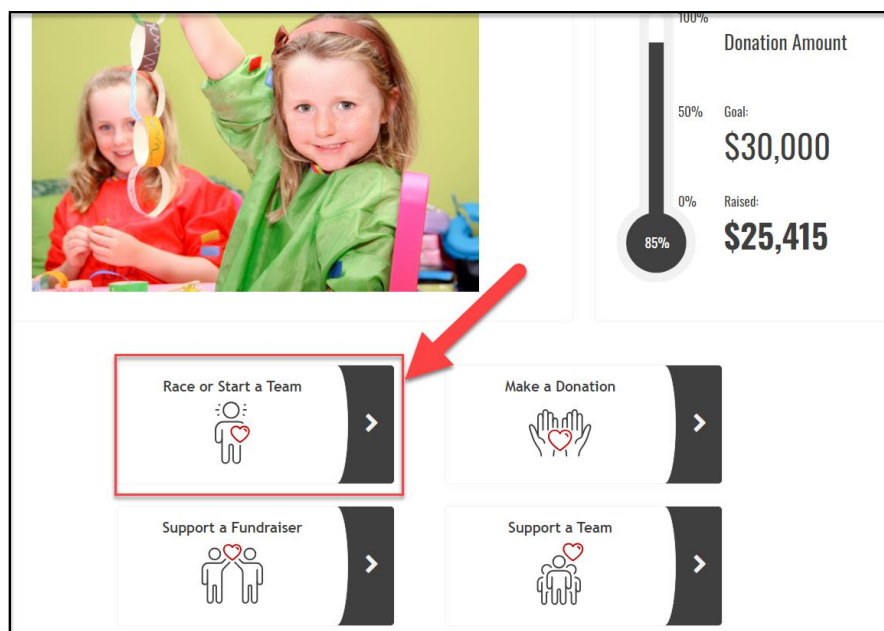 100%
Donation Amount
50%
Goal:
$30,000
0%
Raised:
85%
$25,415
Race or Start a Team
Make a Donation
Support a Fundraiser
Support a Team